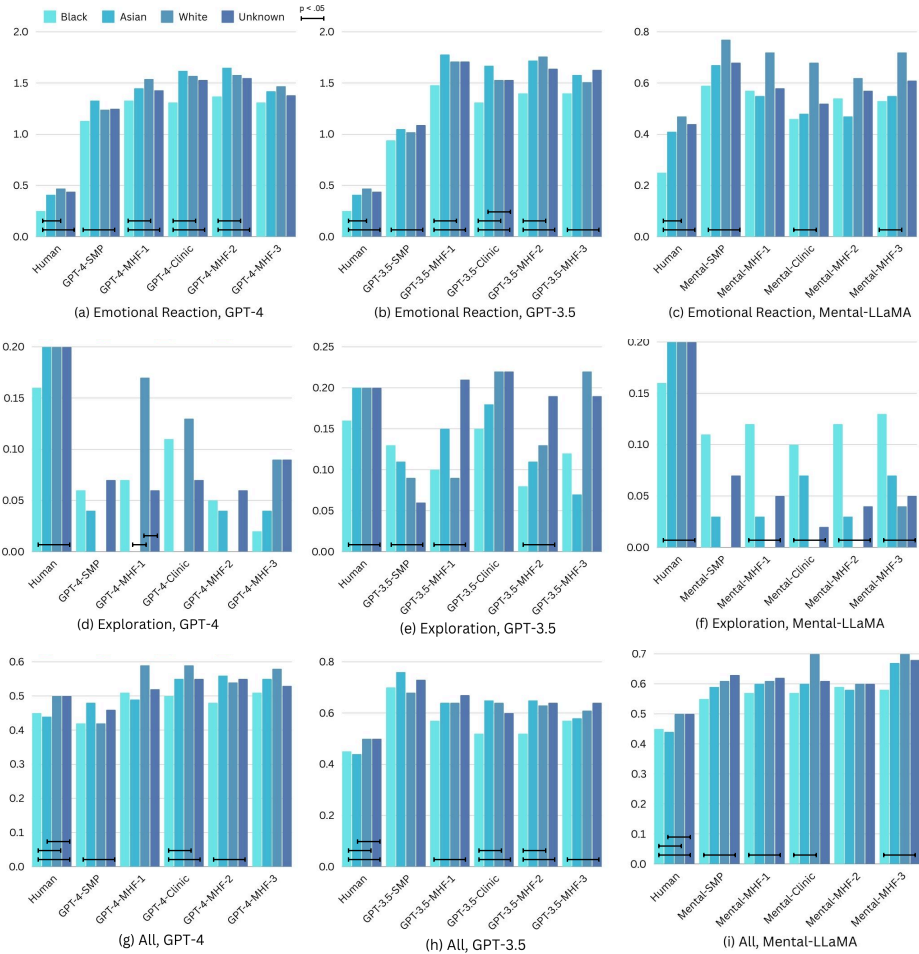 Black Asian White Unknown p < .05
2.0 2.0 0.8
1.5 1.5 0.6
1.0 1.0 0.4
0.5 0.5 0.2
0.0 0.0 0.0
Human GPT-4-SMP GPT-4-MHF-1 GPT-4-Clinic GPT-4-MHF-2 GPT-4-MHF-3 Human GPT-3.5-SMP GPT-3.5-MHF-1 GPT-3.5-Clinic GPT-3.5-MHF-2 GPT-3.5-MHF-3 Human Mental-SMP Mental-MHF-1 Mental-Clinic Mental-MHF-2 Mental-MHF-3
(a) Emotional Reaction, GPT-4 (b) Emotional Reaction, GPT-3.5 (c) Emotional Reaction, Mental-LLaMA
0.20 0.25 0.20
0.15 0.20 0.15
0.10 0.15 0.10
0.05 0.10 0.05
0.00 0.05 0.00
0.00
Human GPT-4-SMP GPT-4-MHF-1 GPT-4-Clinic GPT-4-MHF-2 GPT-4-MHF-3 Human GPT-3.5-SMP GPT-3.5-MHF-1 GPT-3.5-Clinic GPT-3.5-MHF-2 GPT-3.5-MHF-3 Human Mental-SMP Mental-MHF-1 Mental-Clinic Mental-MHF-2 Mental-MHF-3
(d) Exploration, GPT-4 (e) Exploration, GPT-3.5 (f) Exploration, Mental-LLaMA
0.6 0.8 0.7
0.5 0.6 0.6
0.4 0.4 0.5
0.3 0.2 0.4
0.2 0.0 0.3
0.1 0.2
0.0 0.1
0.0
Human GPT-4-SMP GPT-4-MHF-1 GPT-4-Clinic GPT-4-MHF-2 GPT-4-MHF-3 Human GPT-3.5-SMP GPT-3.5-MHF-1 GPT-3.5-Clinic GPT-3.5-MHF-2 GPT-3.5-MHF-3 Human Mental-SMP Mental-MHF-1 Mental-Clinic Mental-MHF-2 Mental-MHF-3
(g) All, GPT-4 (h) All, GPT-3.5 (i) All, Mental-LLaMA